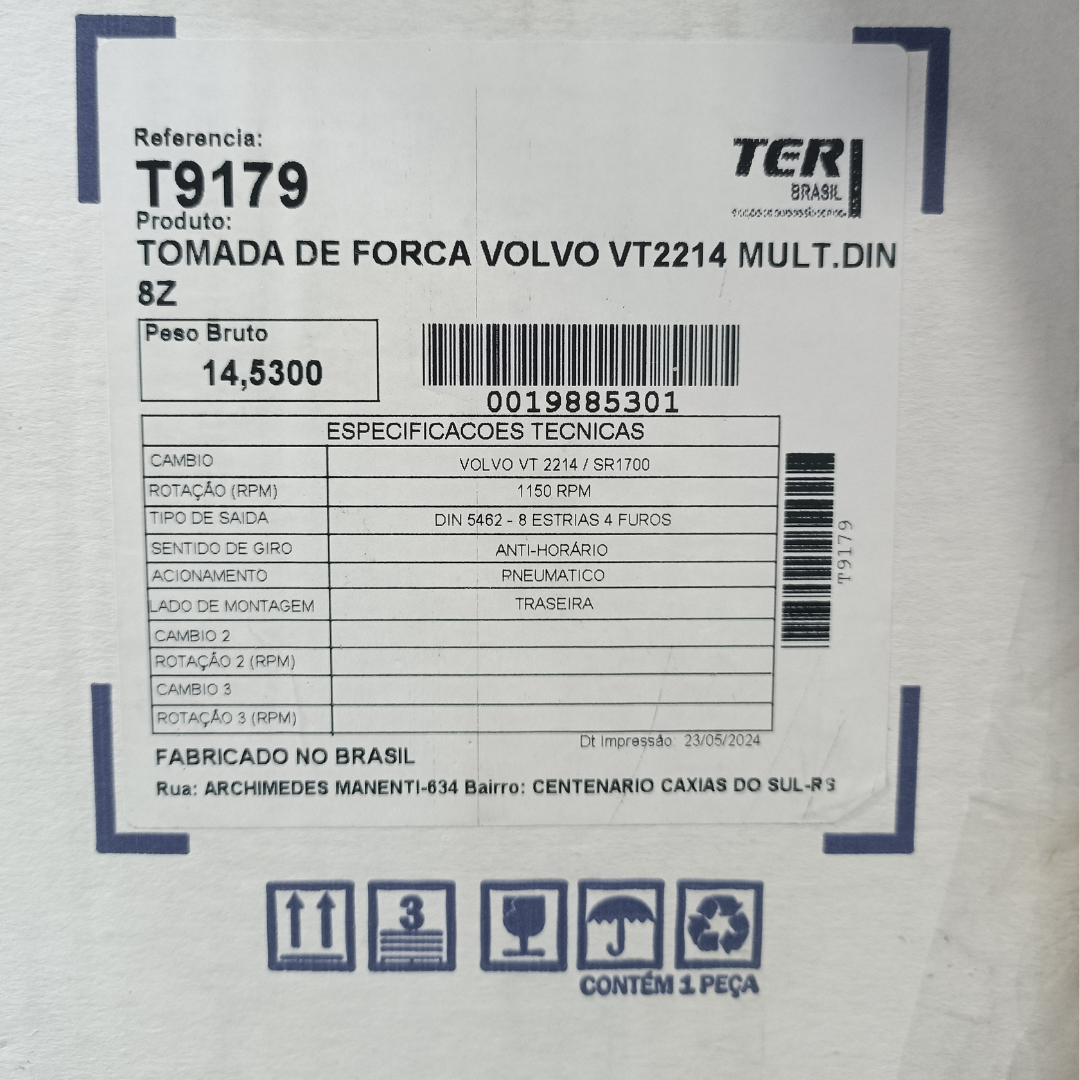 Referencia:
T9179
TER
BRASIL
Produto:
TOMADA DE FORCA VOLVO VT2214 MULT.DIN
8Z
Peso Bruto
14,5300
0019885301
ESPECIFICACOES TECNICAS
CAMBIO VOLVO VT 2214 / SR1700
ROTAÇÃO (RPM) 1150 RPM
TIPO DE SAIDA DIN 5462 - 8 ESTRIAS 4 FUROS
SENTIDO DE GIRO ANTI-HORÁRIO
ACIONAMENTO PNEUMATICO
LADO DE MONTAGEM TRASEIRA
CAMBIO 2
ROTAÇÃO 2 (RPM)
CAMBIO 3
ROTAÇÃO 3 (RPM)
T9179
Dt Impressão: 23/05/2024
FABRICADO NO BRASIL
Rua: ARCHIMEDES MANENTI-634 Bairro: CENTENARIO CAXIAS DO SUL-RS
3
CONTÉM 1 PEÇA